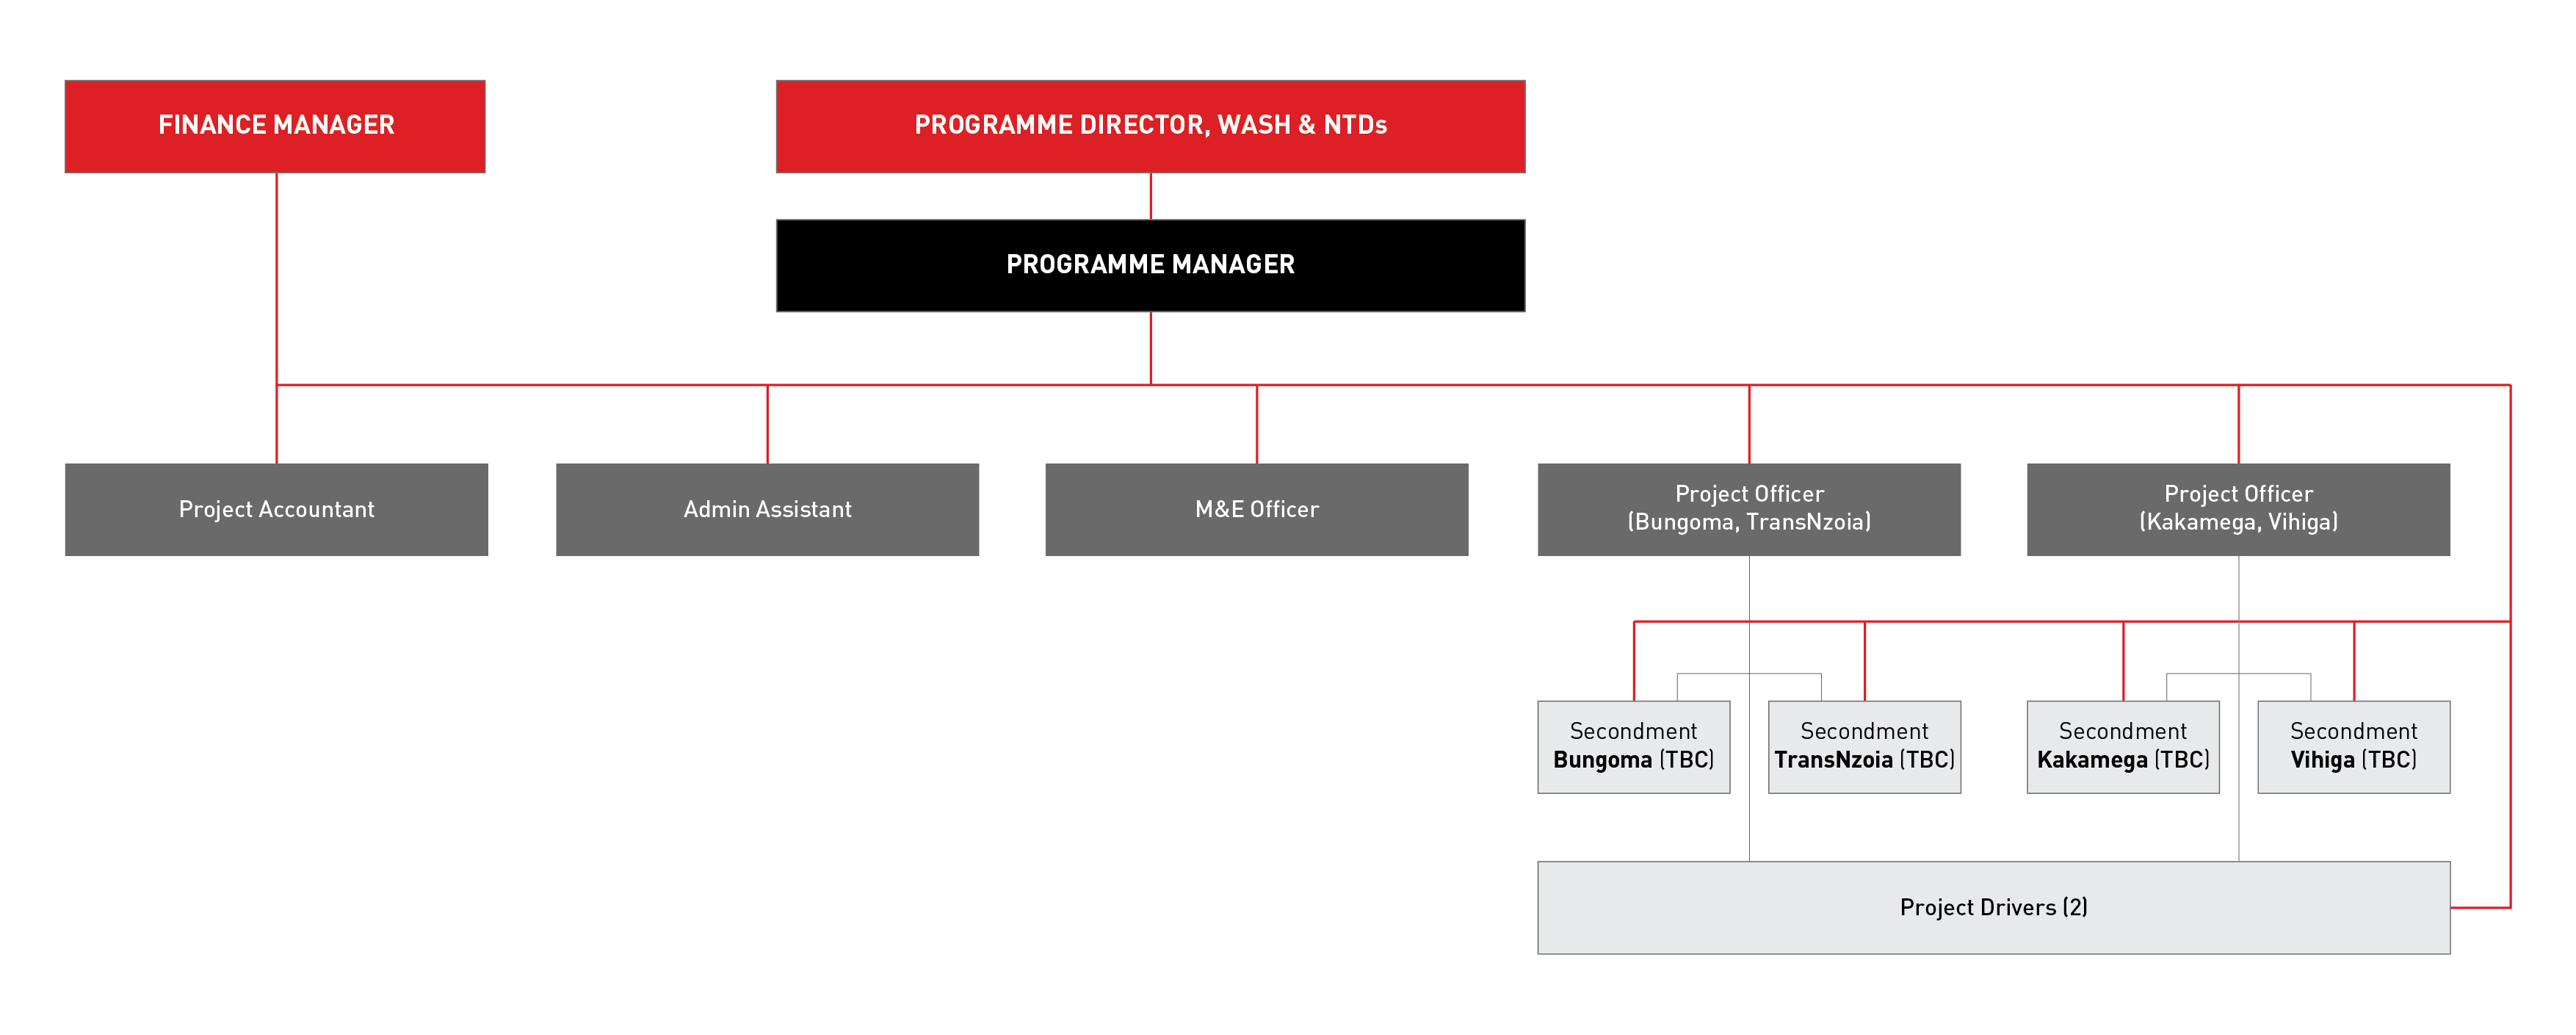 FINANCE MANAGER
PROGRAMME DIRECTOR, WASH & NTDs
PROGRAMME MANAGER
Project Accountant
Admin Assistant
M&E Officer
Project Officer
(Bungoma, TransNzoia)
Project Officer
(Kakamega, Vihiga)
Secondment
Bungoma (TBC)
Secondment
TransNzoia (TBC)
Secondment
Kakamega (TBC)
Secondment
Vihiga (TBC)
Project Drivers (2)